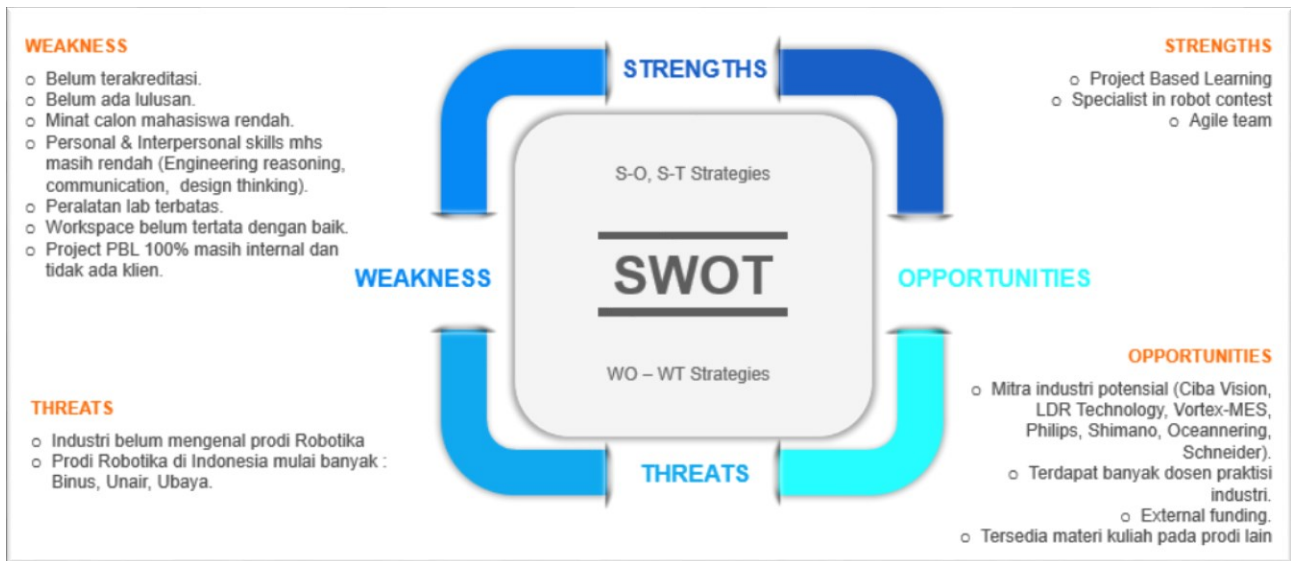 WEAKNESS
o Belum terakreditasi.
o Belum ada lulusan.
o Minat calon mahasiswa rendah.
o Personal & Interpersonal skills mhs
masih rendah (Engineering reasoning,
communication, design thinking).
o Peralatan lab terbatas.
o Workspace belum tertata dengan baik.
o Project PBL 100% masih internal dan
tidak ada klien.
THREATS
o Industri belum mengenal prodi Robotika
o Prodi Robotika di Indonesia mulai banyak :
Binus, Unair, Ubaya.
STRENGTHS
S-O, S-T Strategies
WEAKNESS
SWOT
OPPORTUNITIES
WO – WT Strategies
THREATS
STRENGTHS
o Project Based Learning
o Specialist in robot contest
o Agile team
OPPORTUNITIES
o Mitra industri potensial (Ciba Vision,
LDR Technology, Vortex-MES,
Philips, Shimano, Oceannering,
Schneider).
o Terdapat banyak dosen praktisi
industri.
o External funding.
o Tersedia materi kuliah pada prodi lain